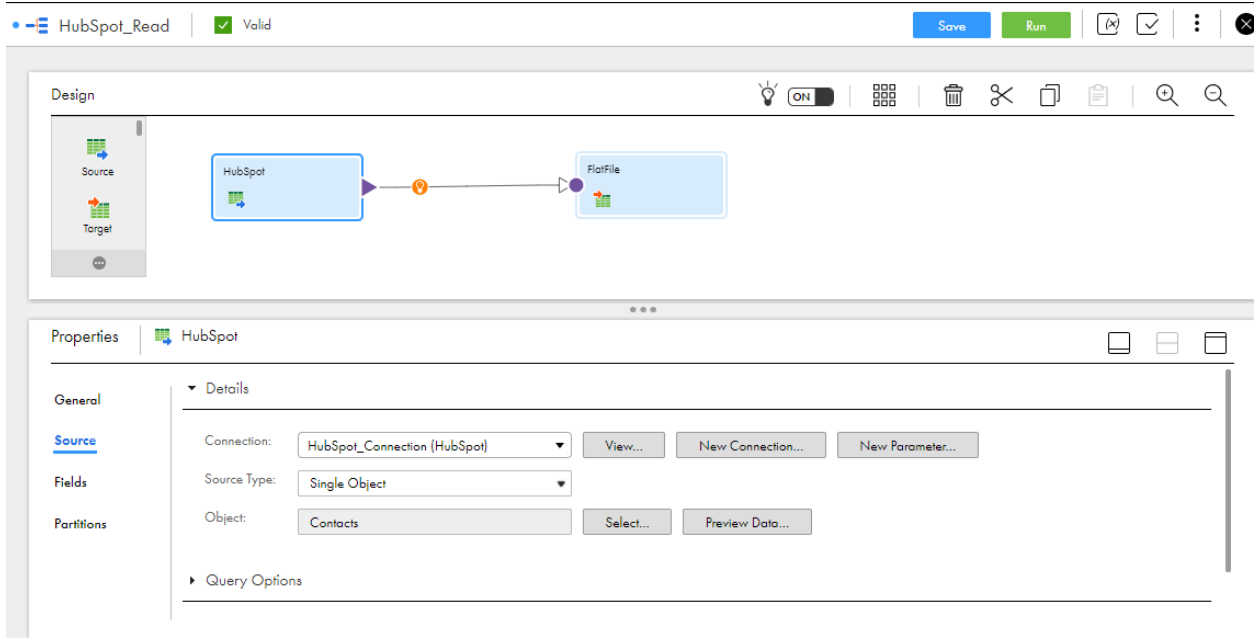 HubSpot_Read Valid Save Run (x)
Design ON
Source
Target
HubSpot
FlatFile
Properties HubSpot
General
Source
Fields
Partitions
Details
Connection: HubSpot_Connection (HubSpot) View... New Connection... New Parameter...
Source Type: Single Object
Object: Contacts Select... Preview Data...
Query Options